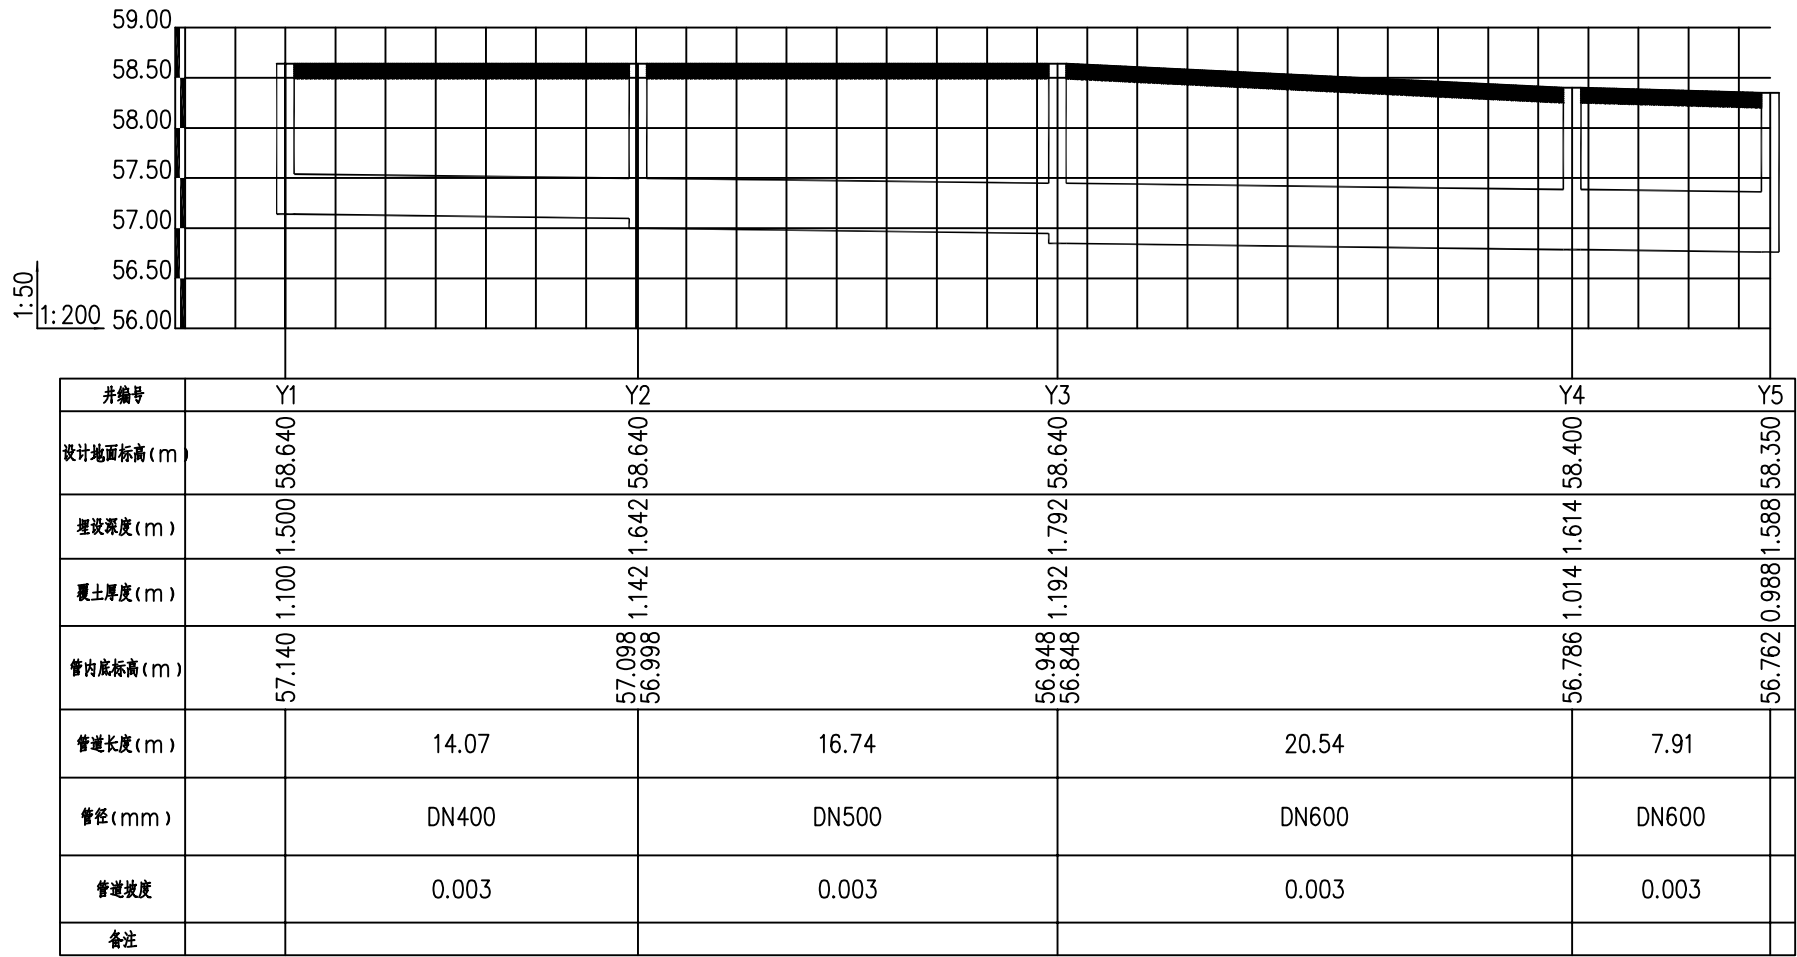 59.00
58.50
58.00
57.50
57.00
56.50
56.00
1:50
1:200
井编号 Y1 Y2 Y3 Y4 Y5
设计地面标高(m) 58.640 58.640 58.640 58.400 58.350
埋设深度(m) 1.500 1.642 1.792 1.614 1.588
覆土厚度(m) 1.100 1.142 1.192 1.014 0.988
管内底标高(m) 57.140 57.098 56.998 56.948 56.848 56.786 56.762
管道长度(m) 14.07 16.74 20.54 7.91
管径(mm) DN400 DN500 DN600 DN600
管道坡度 0.003 0.003 0.003 0.003
备注